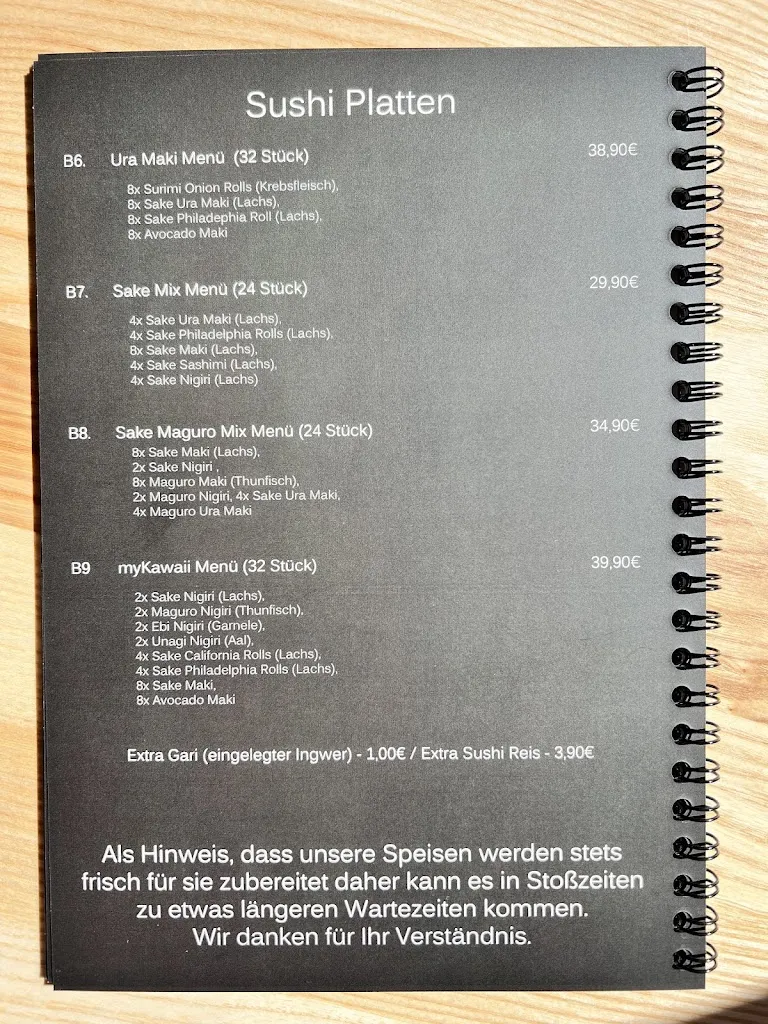 Sushi Platten
B6. Ura Maki Menü (32 Stück) 38,90€
8x Surimi Onion Rolls (Krebsfleisch),
8x Sake Ura Maki (Lachs),
8x Sake Philadephia Roll (Lachs),
8x Avocado Maki
B7. Sake Mix Menü (24 Stück) 29,90€
4x Sake Ura Maki (Lachs),
4x Sake Philadelphia Rolls (Lachs),
8x Sake Maki (Lachs),
4x Sake Sashimi (Lachs),
4x Sake Nigiri (Lachs)
B8. Sake Maguro Mix Menü (24 Stück) 34,90€
8x Sake Maki (Lachs),
2x Sake Nigiri ,
8x Maguro Maki (Thunfisch),
2x Maguro Nigiri, 4x Sake Ura Maki,
4x Maguro Ura Maki
B9 myKawaii Menü (32 Stück) 39,90€
2x Sake Nigiri (Lachs),
2x Maguro Nigiri (Thunfisch),
2x Ebi Nigiri (Garnele),
2x Unagi Nigiri (Aal),
4x Sake California Rolls (Lachs),
4x Sake Philadelphia Rolls (Lachs),
8x Sake Maki,
8x Avocado Maki
Extra Gari (eingelegter Ingwer) - 1,00€ / Extra Sushi Reis - 3,90€
Als Hinweis, dass unsere Speisen werden stets
frisch für sie zubereitet daher kann es in Stoßzeiten
zu etwas längeren Wartezeiten kommen.
Wir danken für Ihr Verständnis.